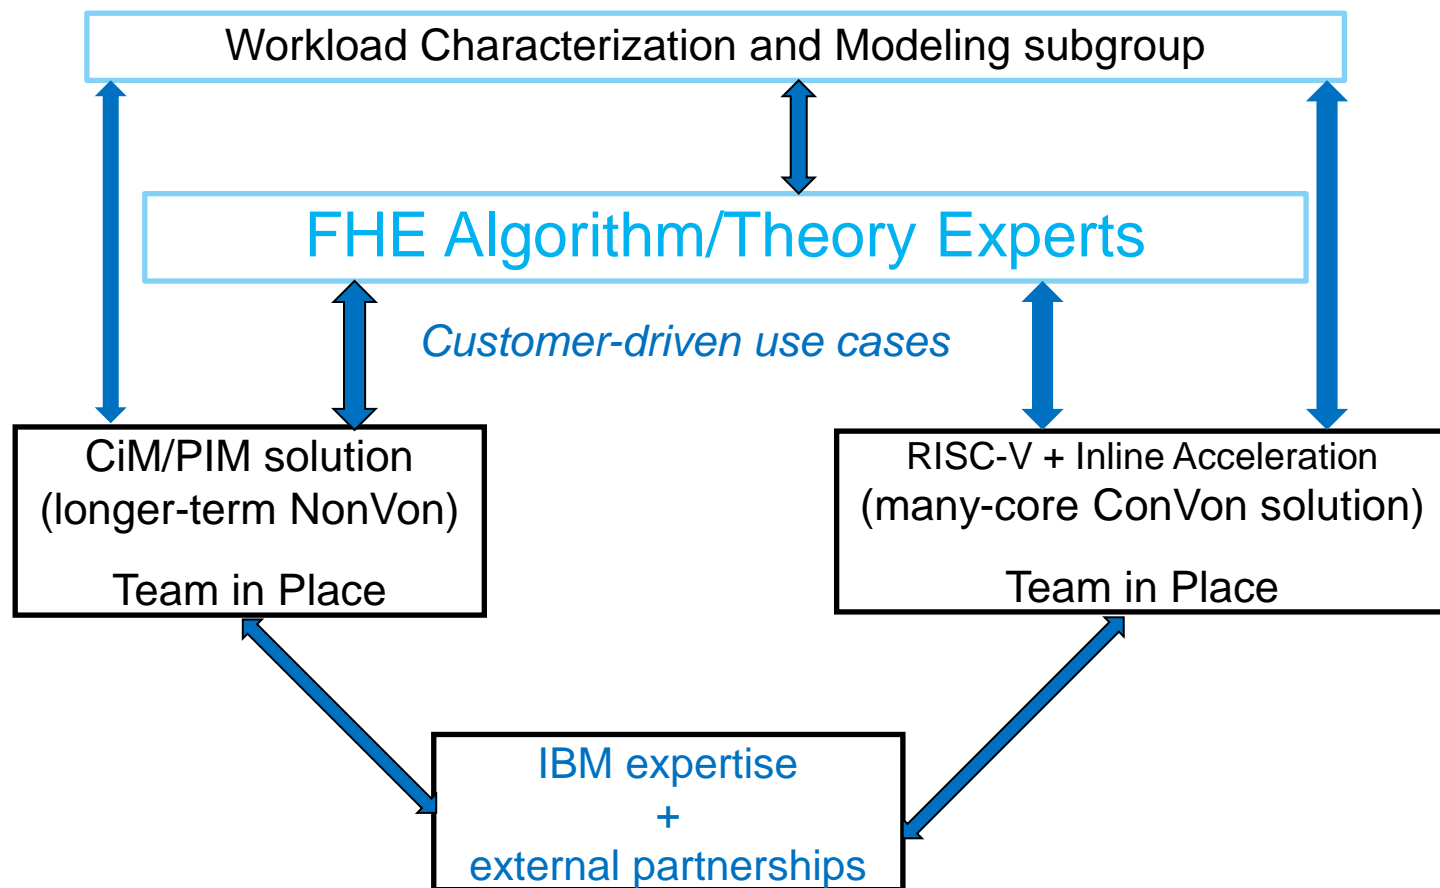 Workload Characterization and Modeling subgroup
FHE Algorithm/Theory Experts
Customer-driven use cases
CiM/PIM solution
(longer-term NonVon)
Team in Place
RISC-V + Inline Acceleration
(many-core ConVon solution)
Team in Place
IBM expertise
+
external partnerships